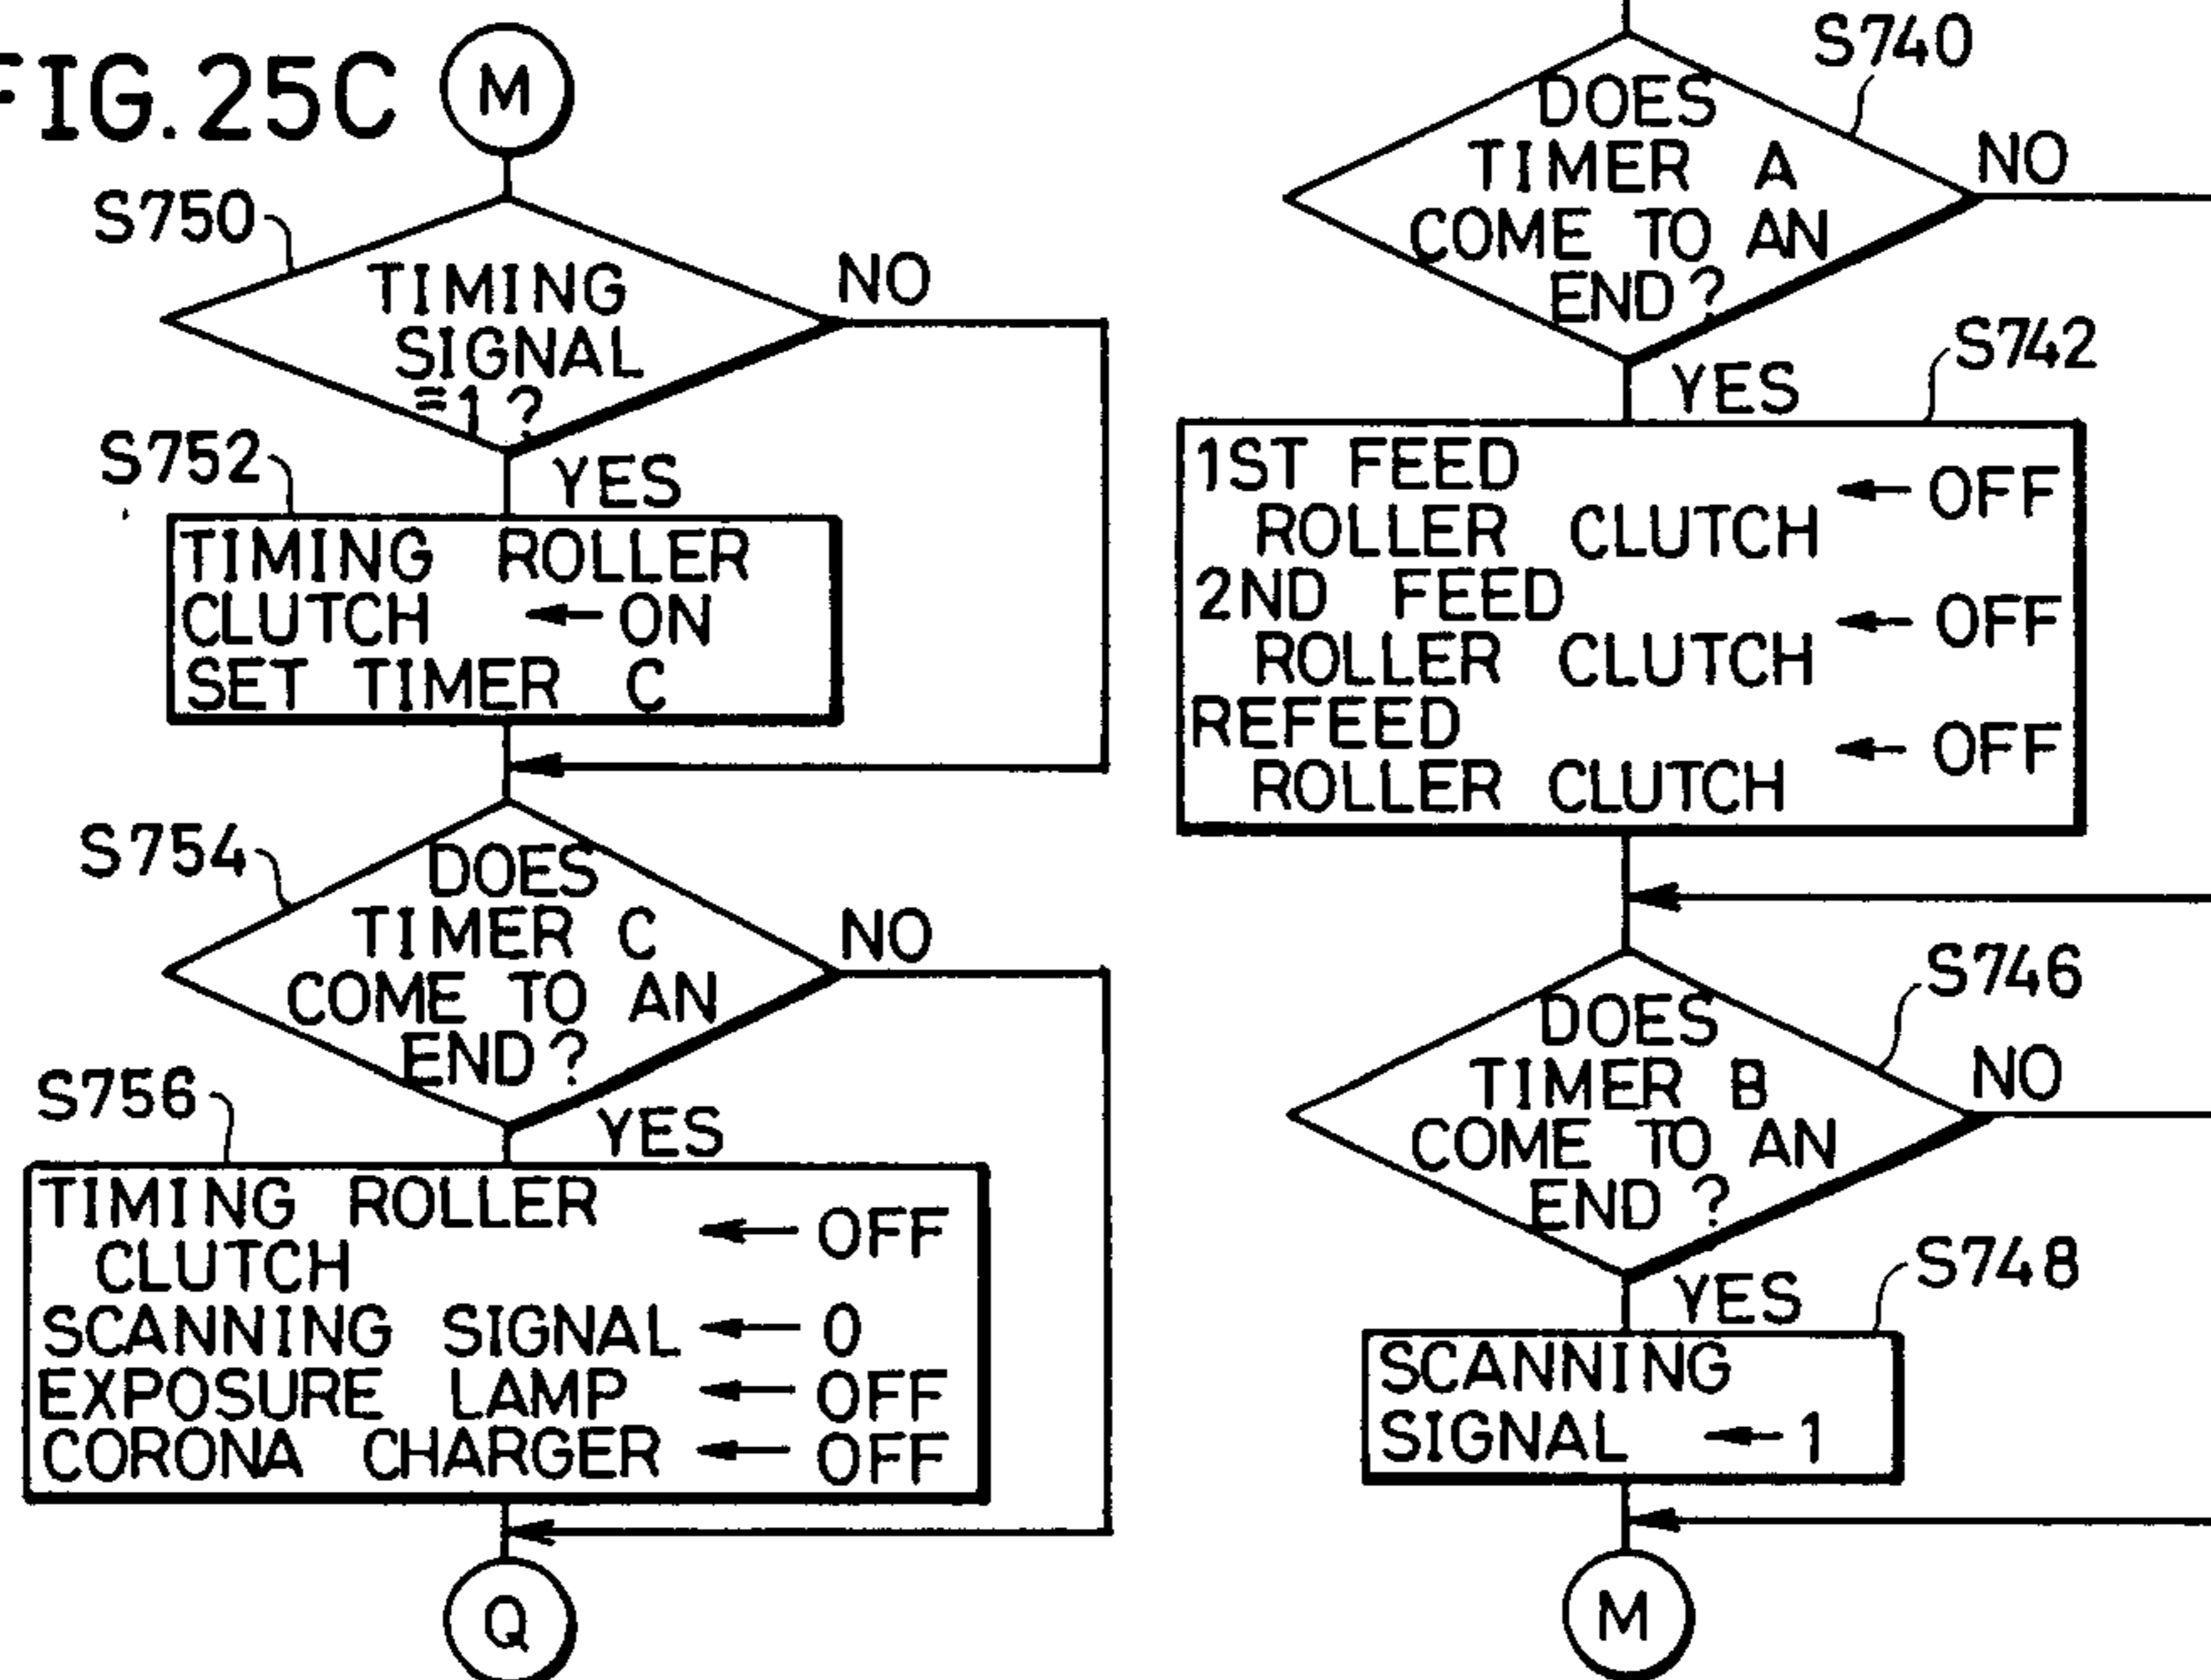 FIG. 25C
M
S750
TIMING
SIGNAL
=1?
NO
YES
S752
TIMING ROLLER
CLUTCH ← ON
SET TIMER C
S754
DOES
TIMER C
COME TO AN
END?
NO
YES
S756
TIMING ROLLER
CLUTCH ← OFF
SCANNING SIGNAL ← 0
EXPOSURE LAMP ← OFF
CORONA CHARGER ← OFF
Q
S740
DOES
TIMER A
COME TO AN
END?
NO
YES
S742
1ST FEED
ROLLER CLUTCH ← OFF
2ND FEED
ROLLER CLUTCH ← OFF
REFEED
ROLLER CLUTCH ← OFF
S746
DOES
TIMER B
COME TO AN
END ?
NO
YES
S748
SCANNING
SIGNAL ← 1
M